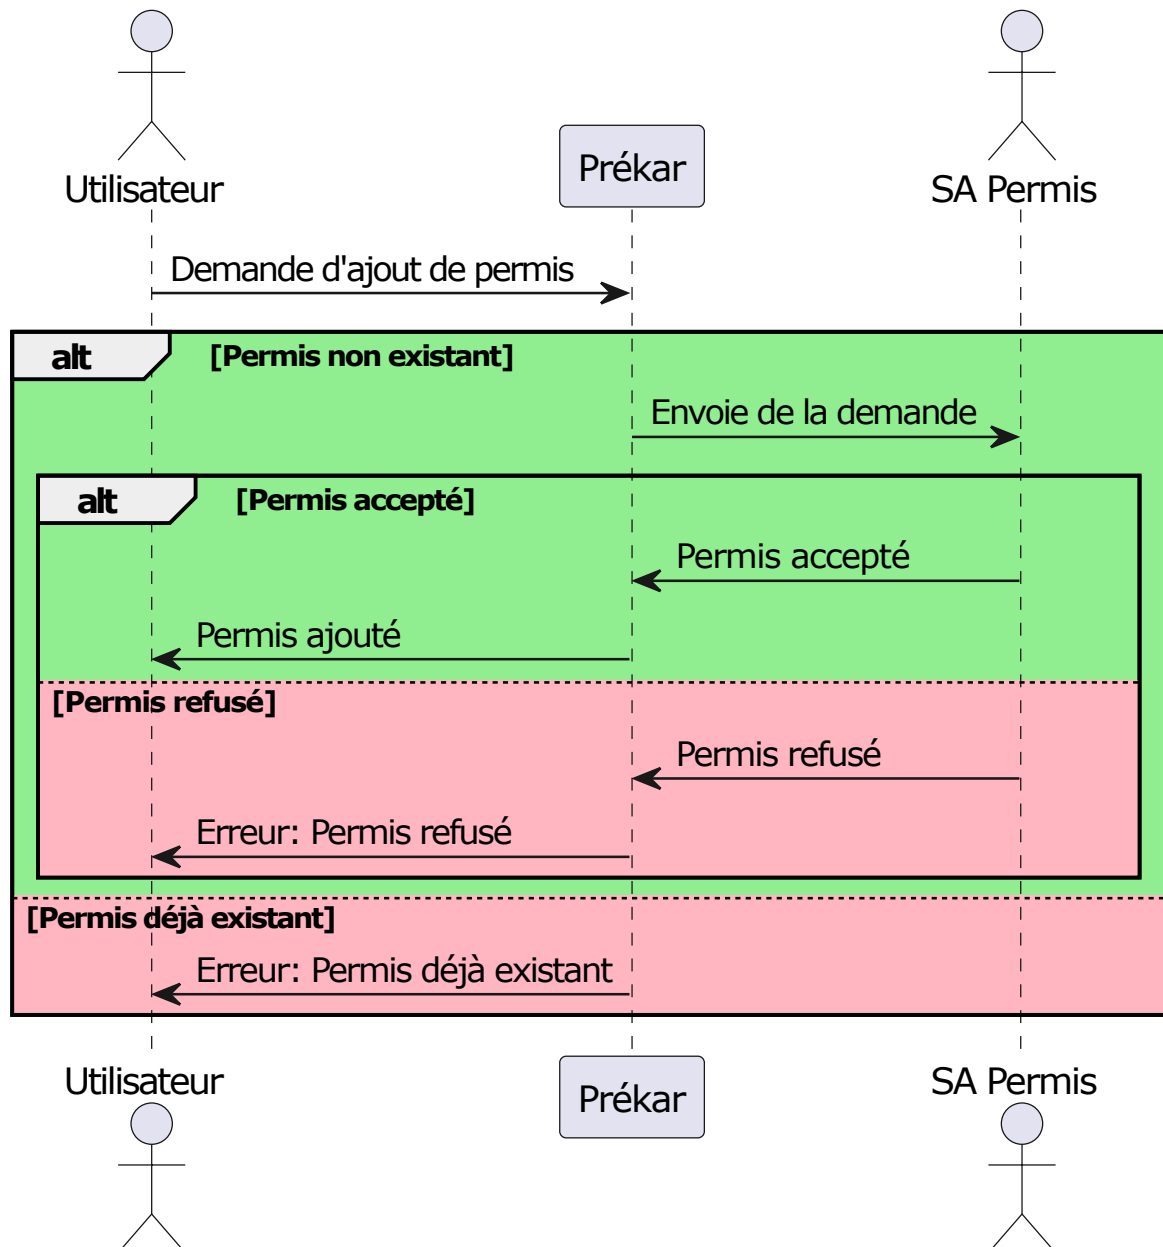 Utilisateur
Prékar
SA Permis
Demande d'ajout de permis
alt
[Permis non existant]
Envoie de la demande
alt
[Permis accepté]
Permis accepté
Permis ajouté
[Permis refusé]
Permis refusé
Erreur: Permis refusé
[Permis déjà existant]
Erreur: Permis déjà existant
Utilisateur
Prékar
SA Permis